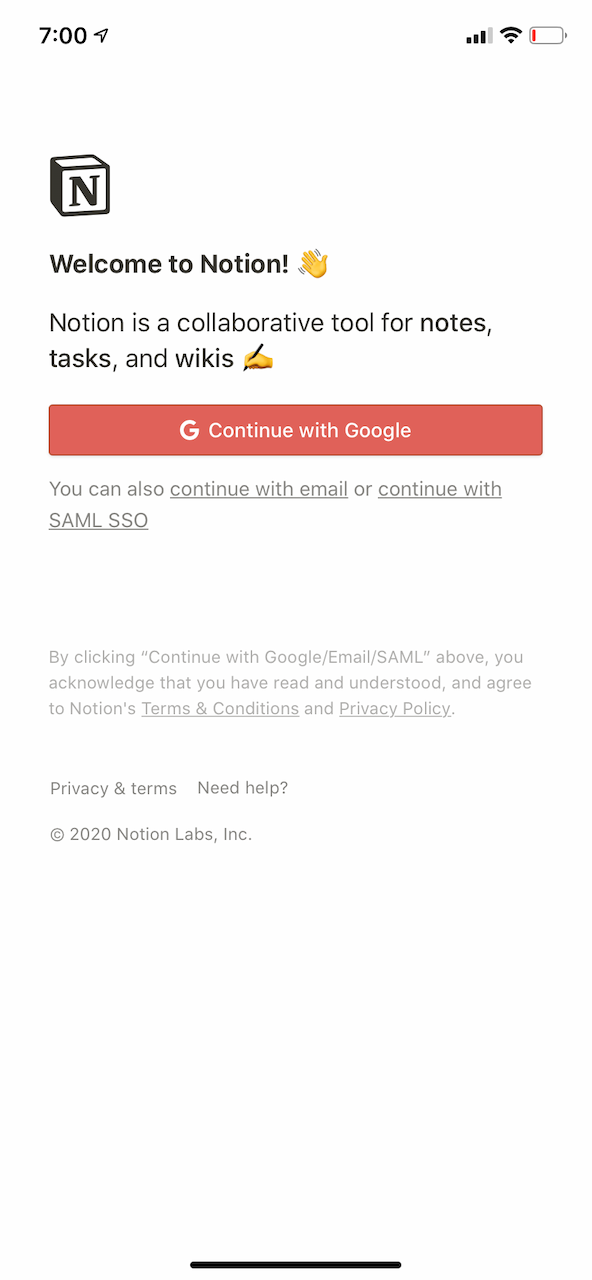 7:00
N
Welcome to Notion! 👋
Notion is a collaborative tool for notes,
tasks, and wikis ✍️
G Continue with Google
You can also continue with email or continue with
SAML SSO
By clicking “Continue with Google/Email/SAML” above, you
acknowledge that you have read and understood, and agree
to Notion's Terms & Conditions and Privacy Policy.
Privacy & terms Need help?
© 2020 Notion Labs, Inc.